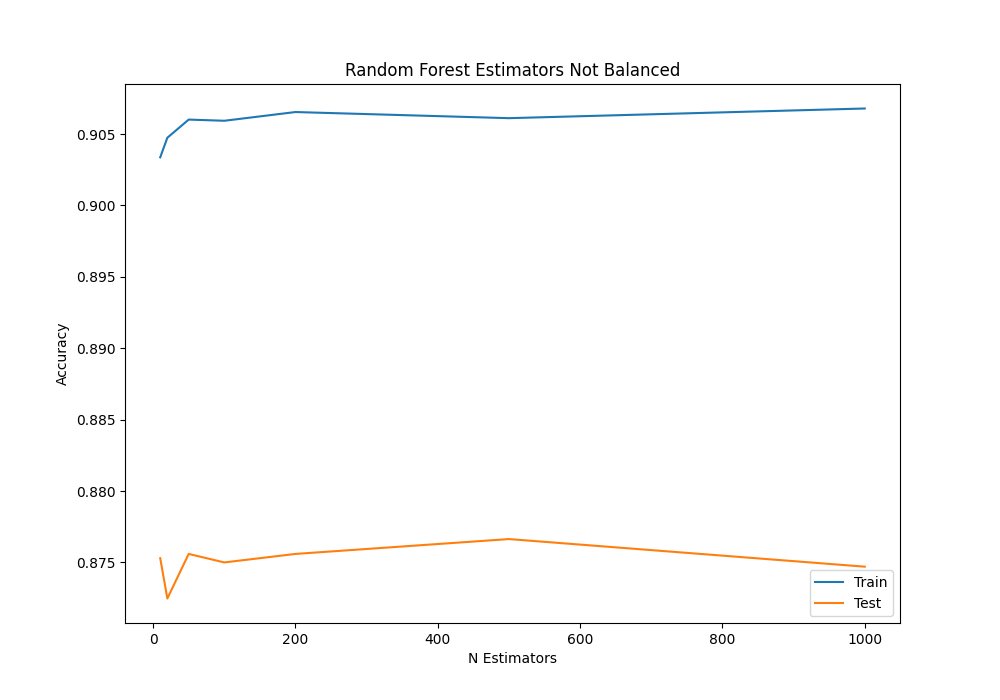 Random Forest Estimators Not Balanced
0.905
0.900
0.895
0.890
0.885
0.880
0.875
Accuracy
0 200 400 600 800 1000
N Estimators
Train
Test